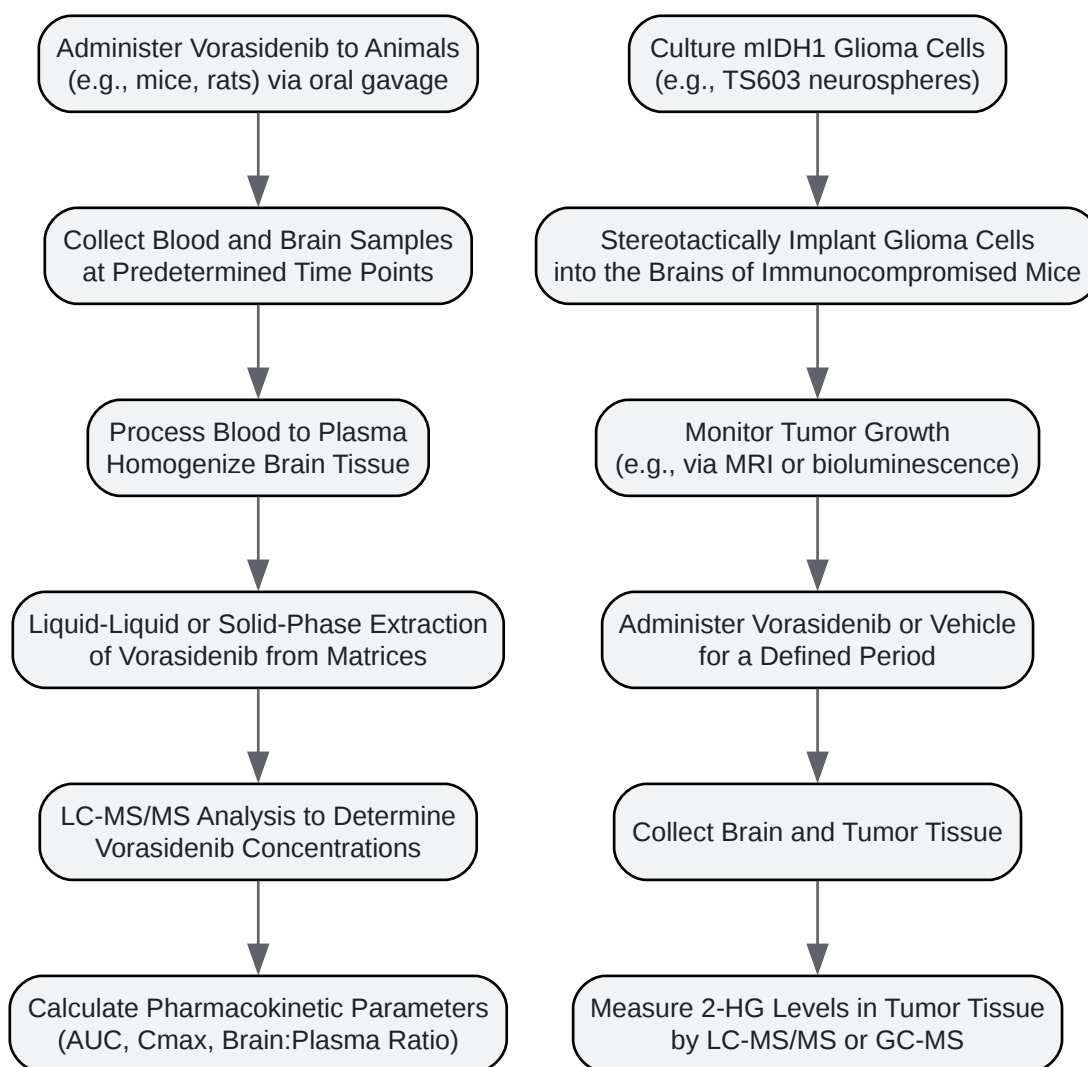 Administer Vorasidenib to Animals
(e.g., mice, rats) via oral gavage
Collect Blood and Brain Samples
at Predetermined Time Points
Process Blood to Plasma
Homogenize Brain Tissue
Liquid-Liquid or Solid-Phase Extraction
of Vorasidenib from Matrices
LC-MS/MS Analysis to Determine
Vorasidenib Concentrations
Calculate Pharmacokinetic Parameters
(AUC, Cmax, Brain:Plasma Ratio)
Culture mIDH1 Glioma Cells
(e.g., TS603 neurospheres)
Stereotactically Implant Glioma Cells
into the Brains of Immunocompromised Mice
Monitor Tumor Growth
(e.g., via MRI or bioluminescence)
Administer Vorasidenib or Vehicle
for a Defined Period
Collect Brain and Tumor Tissue
Measure 2-HG Levels in Tumor Tissue
by LC-MS/MS or GC-MS